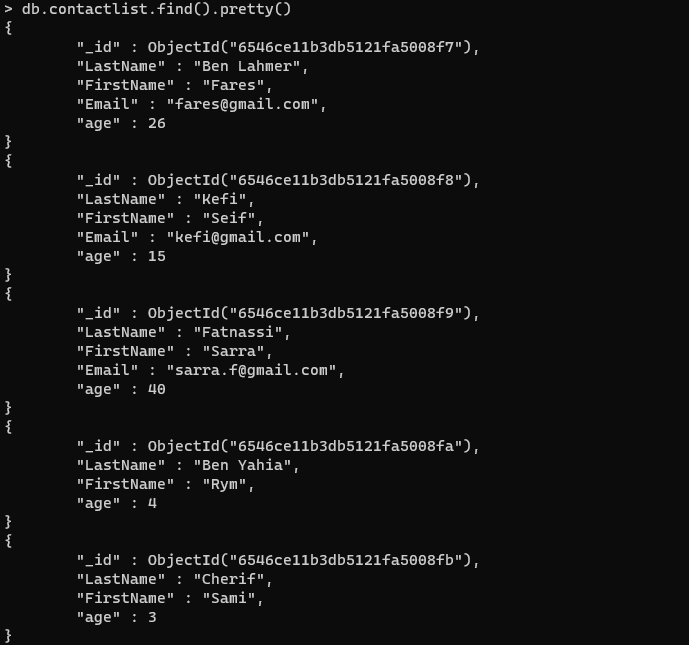 > db.contactlist.find().pretty()
{
        "_id" : ObjectId("6546ce11b3db5121fa5008f7"),
        "LastName" : "Ben Lahmer",
        "FirstName" : "Fares",
        "Email" : "fares@gmail.com",
        "age" : 26
}
{
        "_id" : ObjectId("6546ce11b3db5121fa5008f8"),
        "LastName" : "Kefi",
        "FirstName" : "Seif",
        "Email" : "kefi@gmail.com",
        "age" : 15
}
{
        "_id" : ObjectId("6546ce11b3db5121fa5008f9"),
        "LastName" : "Fatnassi",
        "FirstName" : "Sarra",
        "Email" : "sarra.f@gmail.com",
        "age" : 40
}
{
        "_id" : ObjectId("6546ce11b3db5121fa5008fa"),
        "LastName" : "Ben Yahia",
        "FirstName" : "Rym",
        "age" : 4
}
{
        "_id" : ObjectId("6546ce11b3db5121fa5008fb"),
        "LastName" : "Cherif",
        "FirstName" : "Sami",
        "age" : 3
}